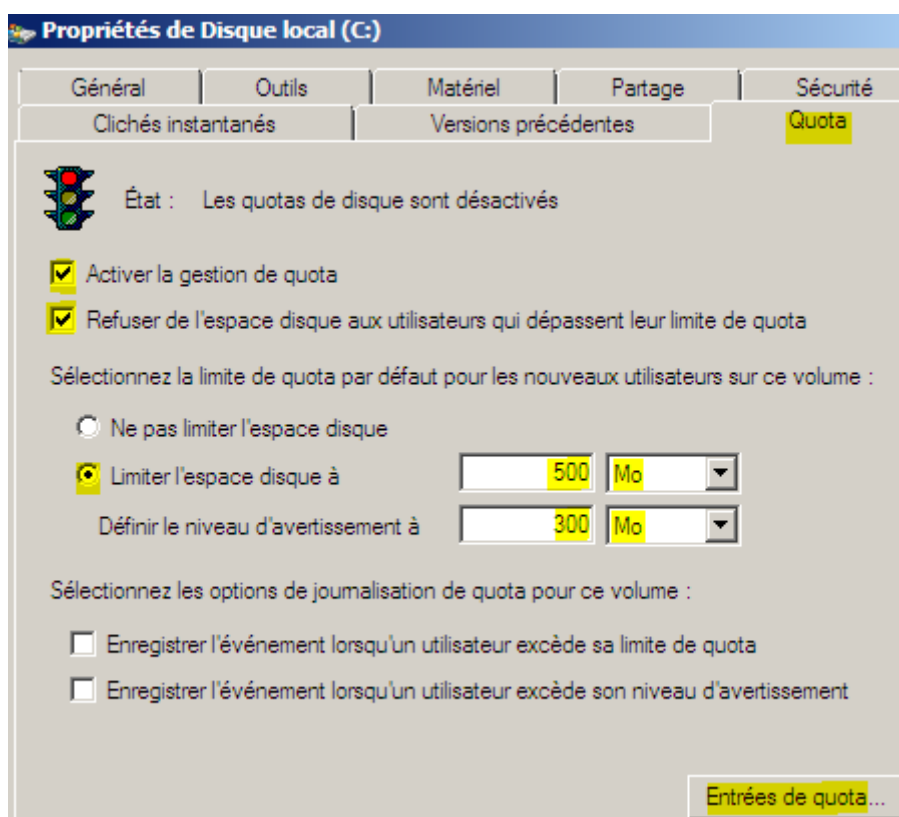 Propriétés de Disque local (C:)
Général Outils Matériel Partage Sécurité
Clichés instantanés Versions précédentes Quota
État : Les quotas de disque sont désactivés
Activer la gestion de quota
Refuser de l'espace disque aux utilisateurs qui dépassent leur limite de quota
Sélectionnez la limite de quota par défaut pour les nouveaux utilisateurs sur ce volume :
Ne pas limiter l'espace disque
Limiter l'espace disque à 500 Mo
Définir le niveau d'avertissement à 300 Mo
Sélectionnez les options de journalisation de quota pour ce volume :
Enregistrer l'événement lorsqu'un utilisateur excède sa limite de quota
Enregistrer l'événement lorsqu'un utilisateur excède son niveau d'avertissement
Entrées de quota...